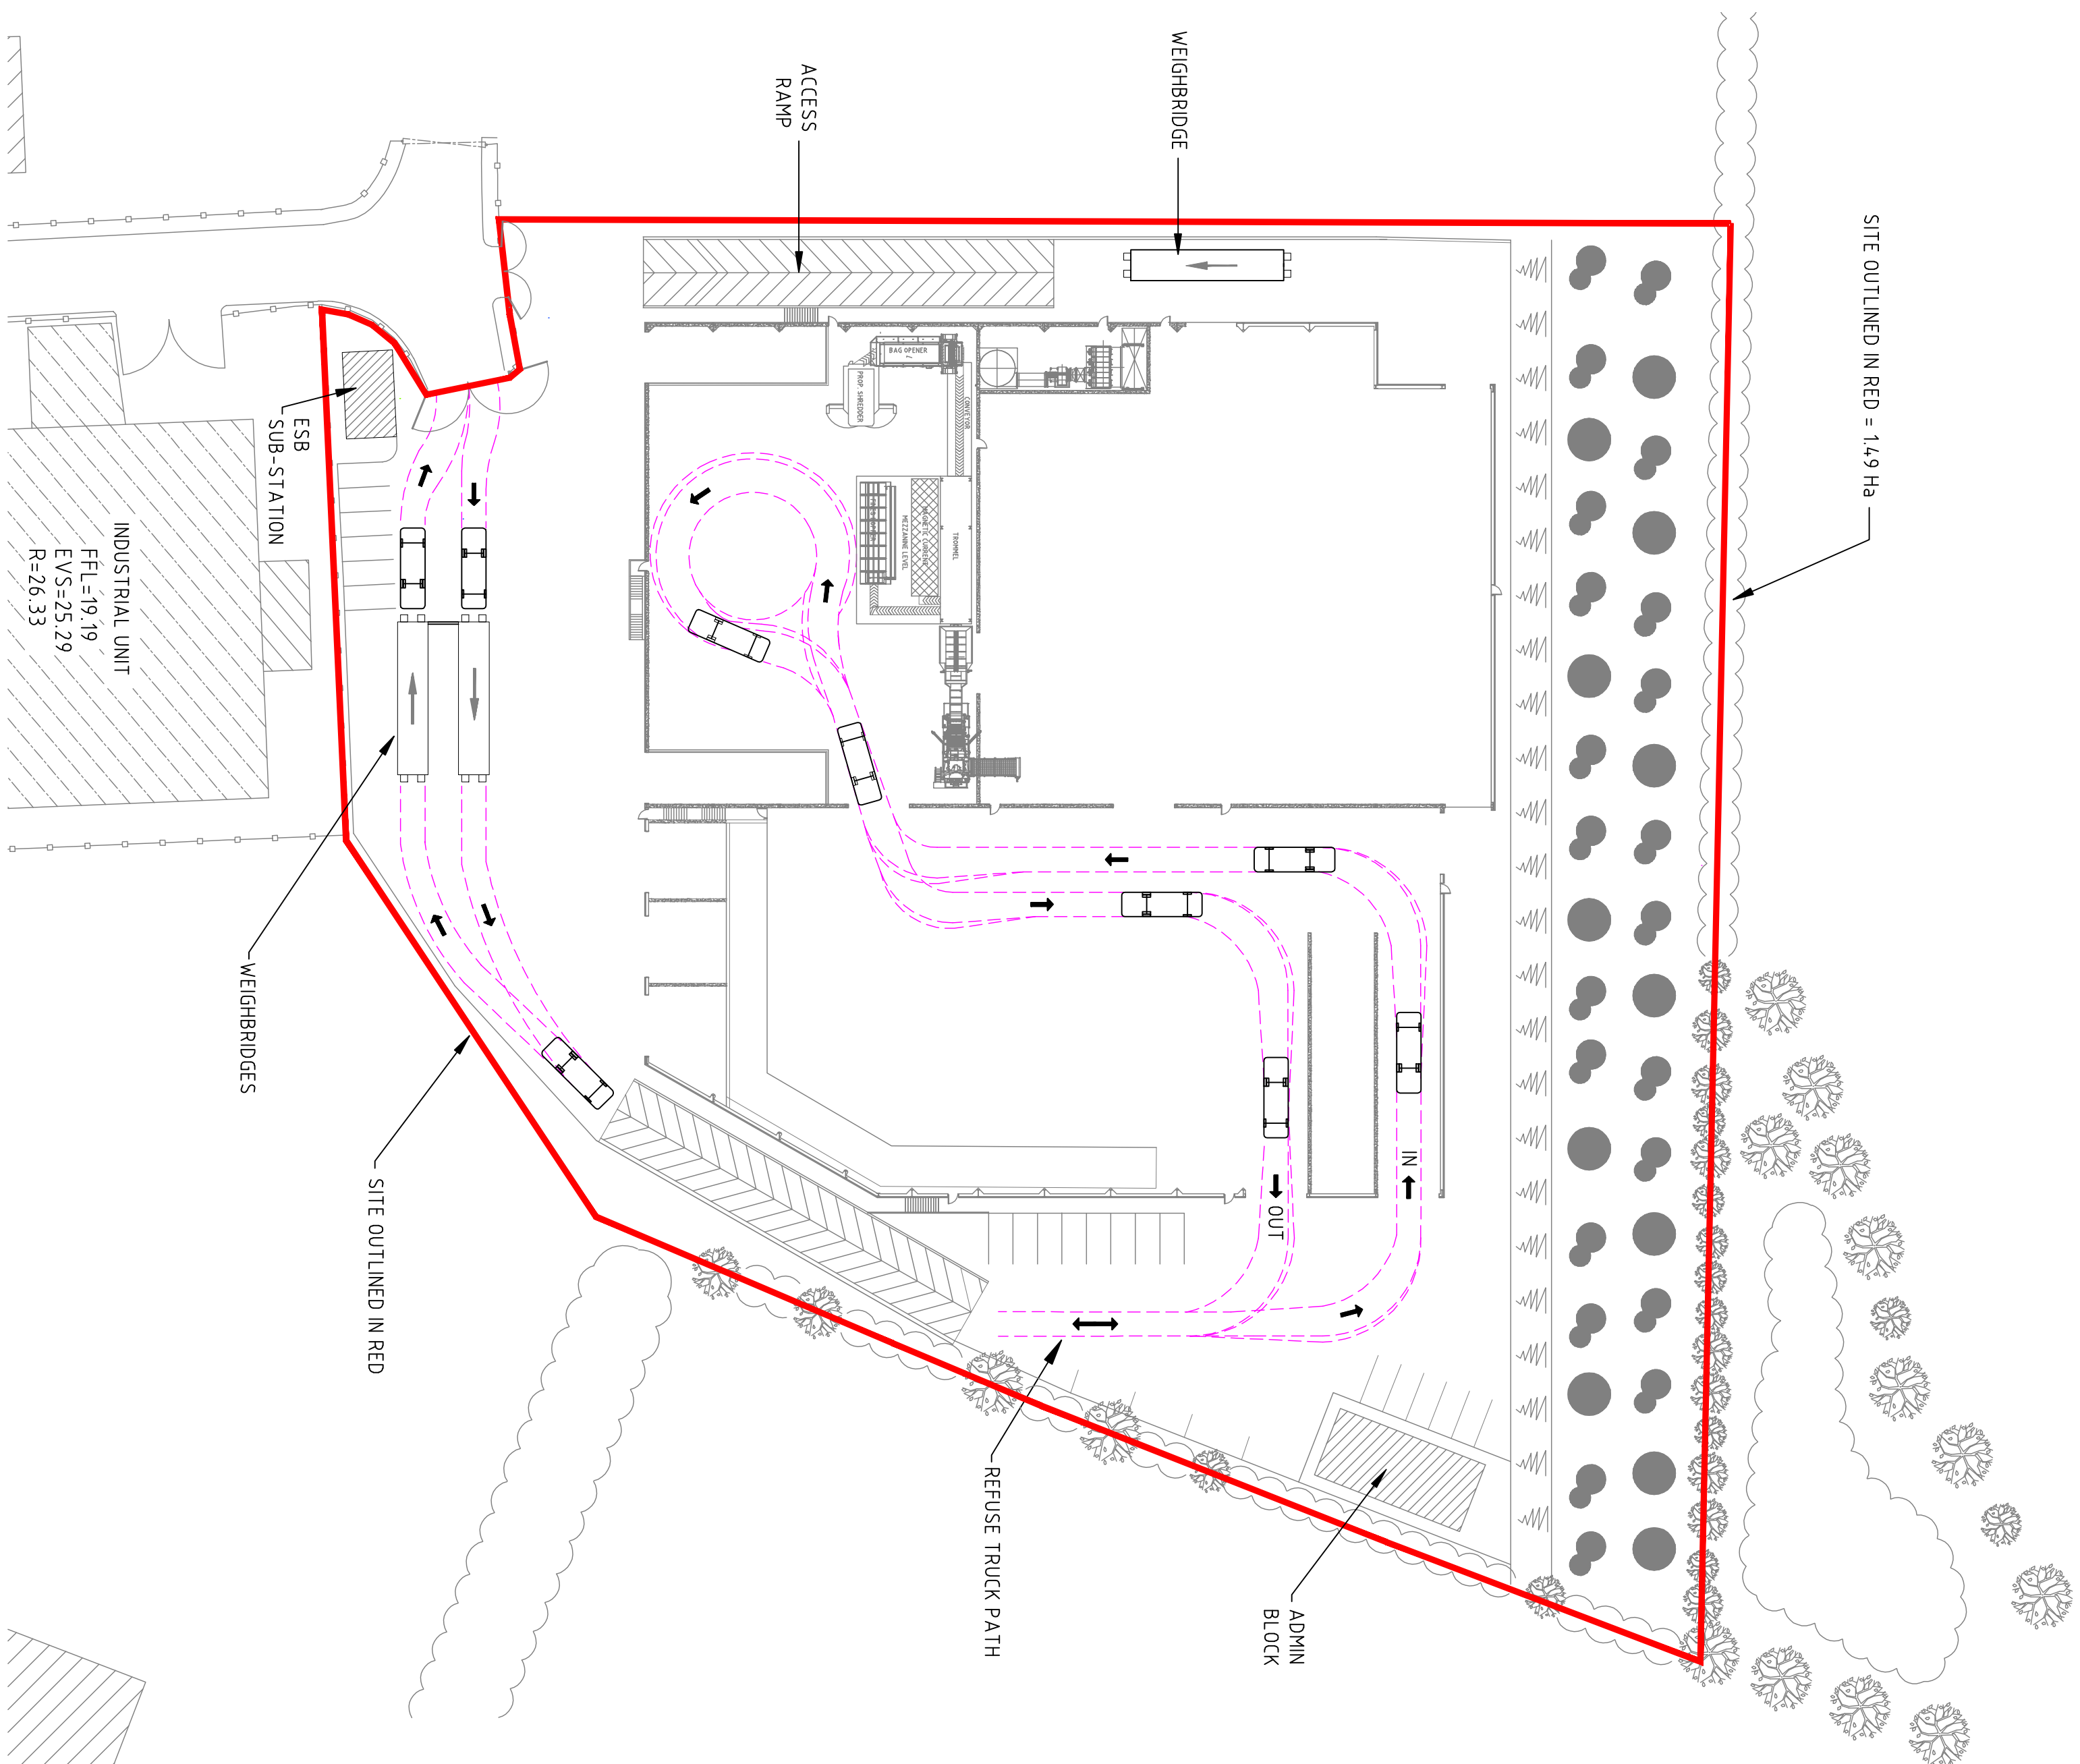 SITE OUTLINED IN RED = 1.49 Ha
WEIGHBRIDGE
ACCESS
RAMP
BAG OPENER
PROP. SHREDDER
CONVEYOR
TROMMEL
MEZZANINE LEVEL
ESB
SUB-STATION
INDUSTRIAL UNIT
FFL=19.19
EVS=25.29
R=26.33
WEIGHBRIDGES
SITE OUTLINED IN RED
IN
OUT
REFUSE TRUCK PATH
ADMIN
BLOCK